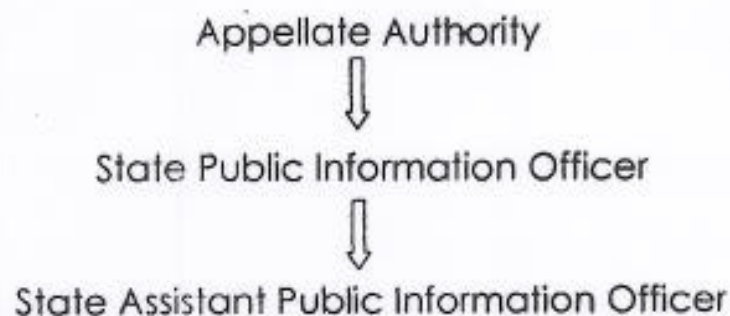 Appellate Authority
State Public Information Officer
State Assistant Public Information Officer